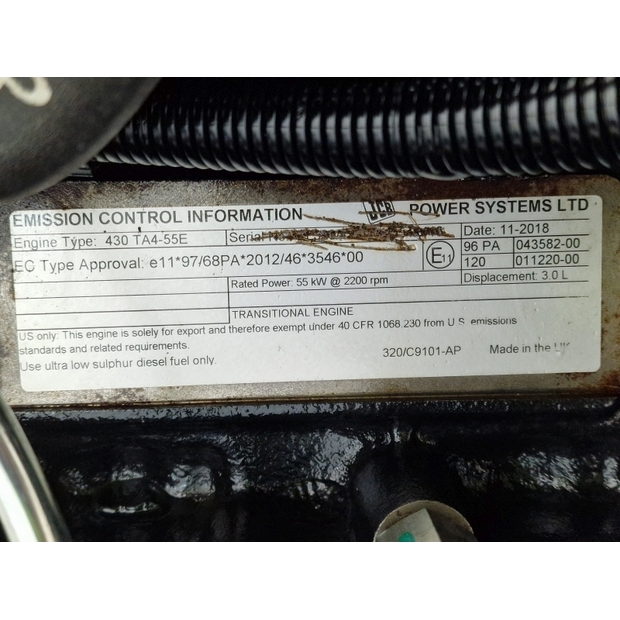 EMISSION CONTROL INFORMATION JCB POWER SYSTEMS LTD
Engine Type: 430 TA4-55E Serial Date: 11-2018
EC Type Approval: e11*97/68PA*2012/46*3546*00 E11 96 PA 043582-00
120 011220-00
Rated Power: 55 kW @ 2200 rpm Displacement: 3.0 L
TRANSITIONAL ENGINE
US only: This engine is solely for export and therefore exempt under 40 CFR 1068.230 from U.S. emissions
standards and related requirements.
Use ultra low sulphur diesel fuel only. 320/C9101-AP Made in the UK